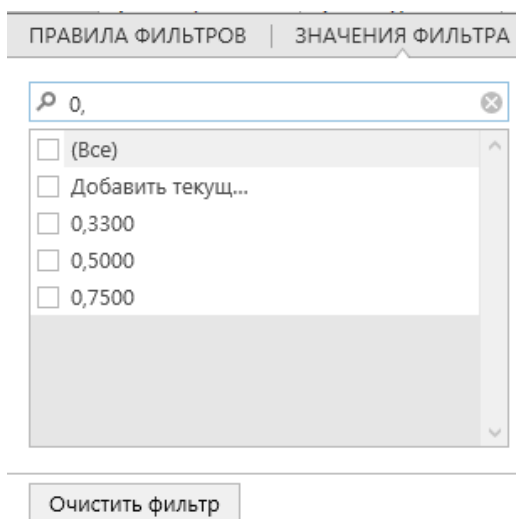 ПРАВИЛА ФИЛЬТРОВ | ЗНАЧЕНИЯ ФИЛЬТРА
0,
(Все)
Добавить текущ...
0,3300
0,5000
0,7500
Очистить фильтр